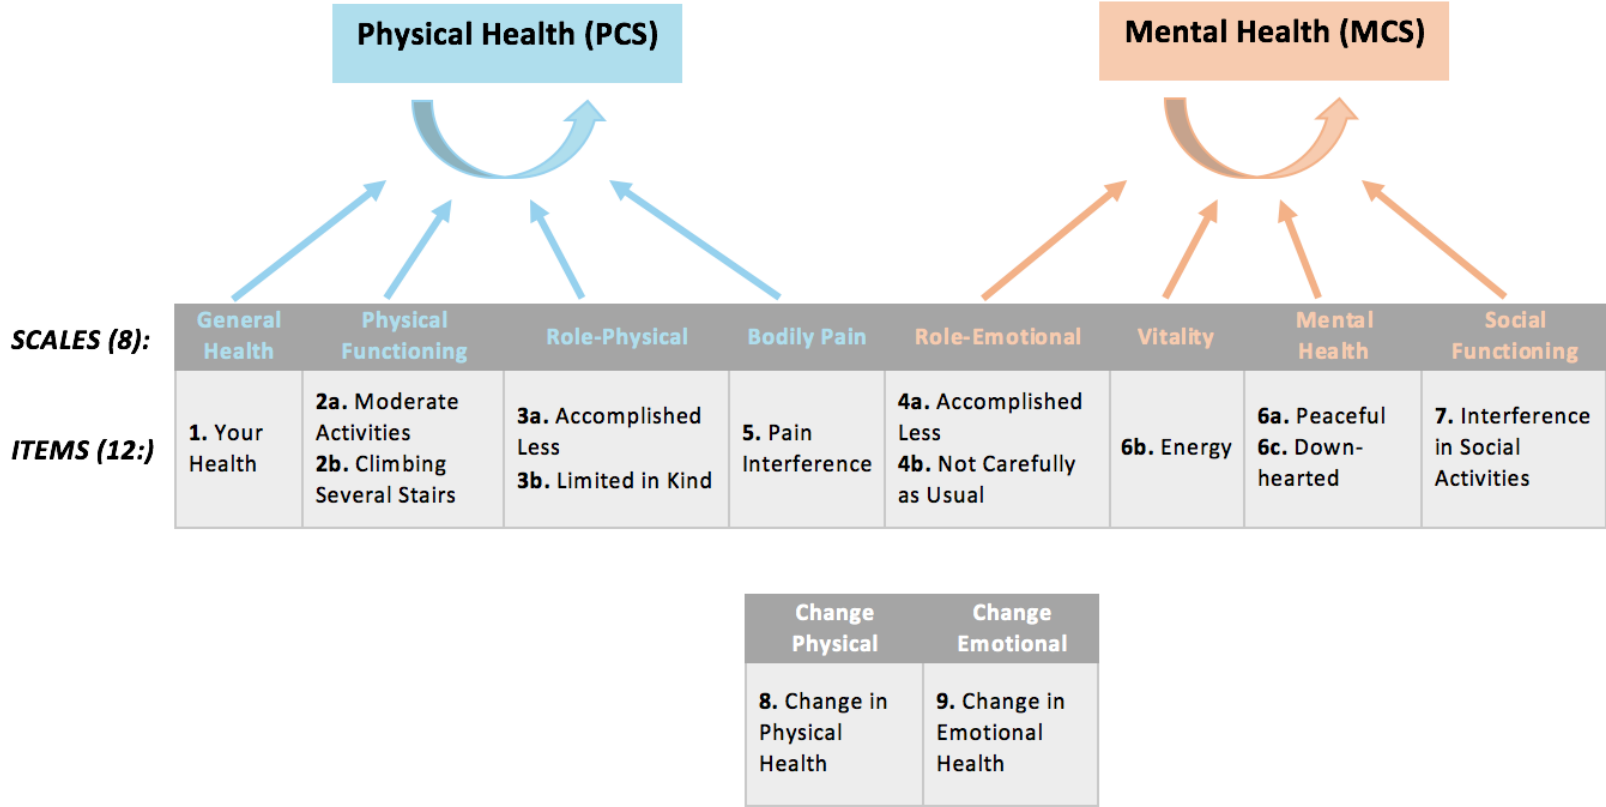 Physical Health (PCS)
Mental Health (MCS)
SCALES (8):
General
Health
Physical
Functioning
Role-Physical
Bodily Pain
Role-Emotional
Vitality
Mental
Health
Social
Functioning
ITEMS (12:)
1. Your
Health
2a. Moderate
Activities
2b. Climbing
Several Stairs
3a. Accomplished
Less
3b. Limited in Kind
5. Pain
Interference
4a. Accomplished
Less
4b. Not Carefully
as Usual
6b. Energy
6a. Peaceful
6c. Down-
hearted
7. Interference
in Social
Activities
Change
Physical
Change
Emotional
8. Change in
Physical
Health
9. Change in
Emotional
Health